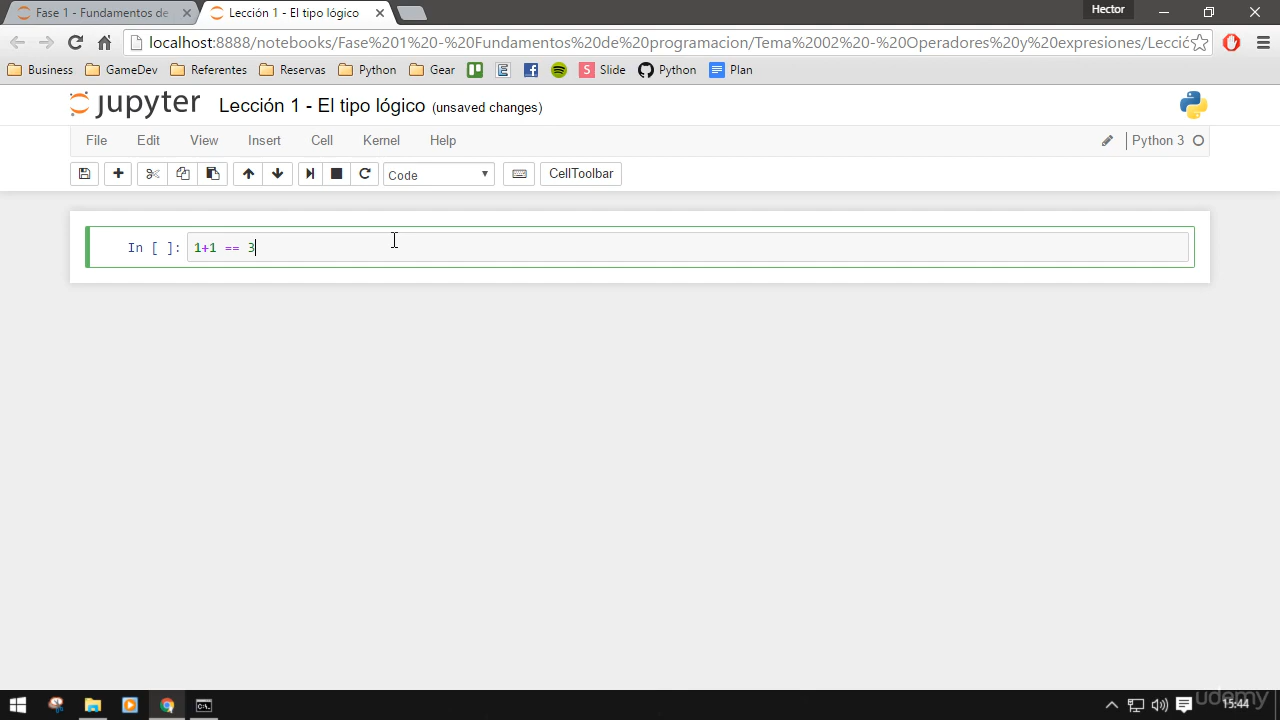 Fase 1 - Fundamentos de
Lección 1 - El tipo lógico
Hector
localhost:8888/notebooks/Fase%201%20-%20Fundamentos%20de%20programacion/Tema%2002%20-%20Operadores%20y%20expresiones/Lecció
Business GameDev Referentes Reservas Python Gear Slide Python Plan
jupyter Lección 1 - El tipo lógico (unsaved changes)
File Edit View Insert Cell Kernel Help Python 3
Code CellToolbar
In [ ]: 1+1 == 3
udemy
15:44